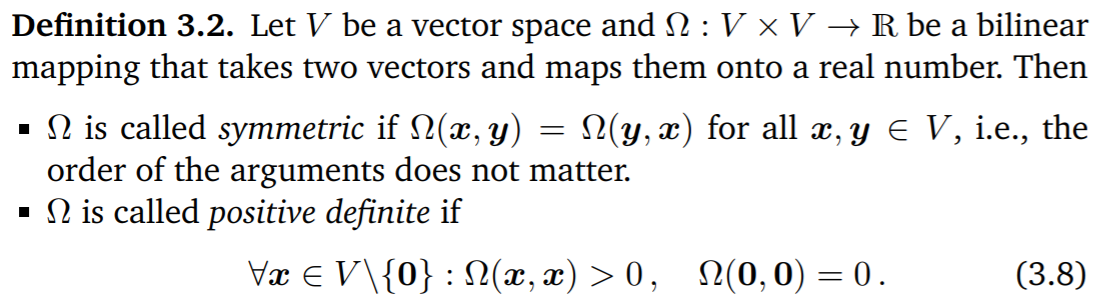 Definition 3.2. Let V be a vector space and Ω : V × V → ℝ be a bilinear
mapping that takes two vectors and maps them onto a real number. Then
▪ Ω is called symmetric if Ω(x, y) = Ω(y, x) for all x, y ∈ V, i.e., the
order of the arguments does not matter.
▪ Ω is called positive definite if
∀x ∈ V\{0} : Ω(x, x) > 0 , Ω(0, 0) = 0 . (3.8)